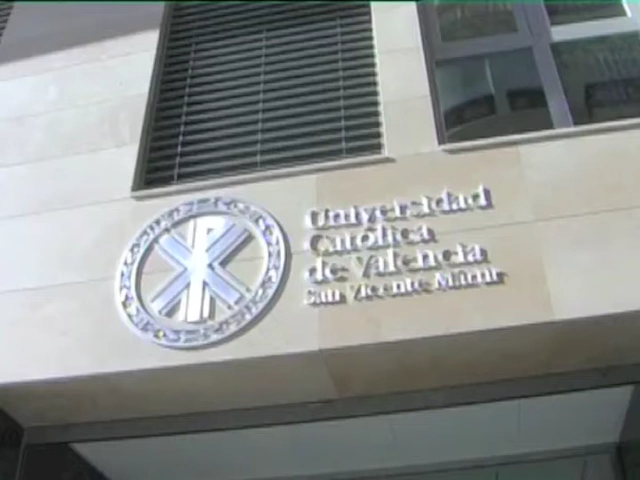 Universidad
Católica
de Valencia
San Vicente Mártir